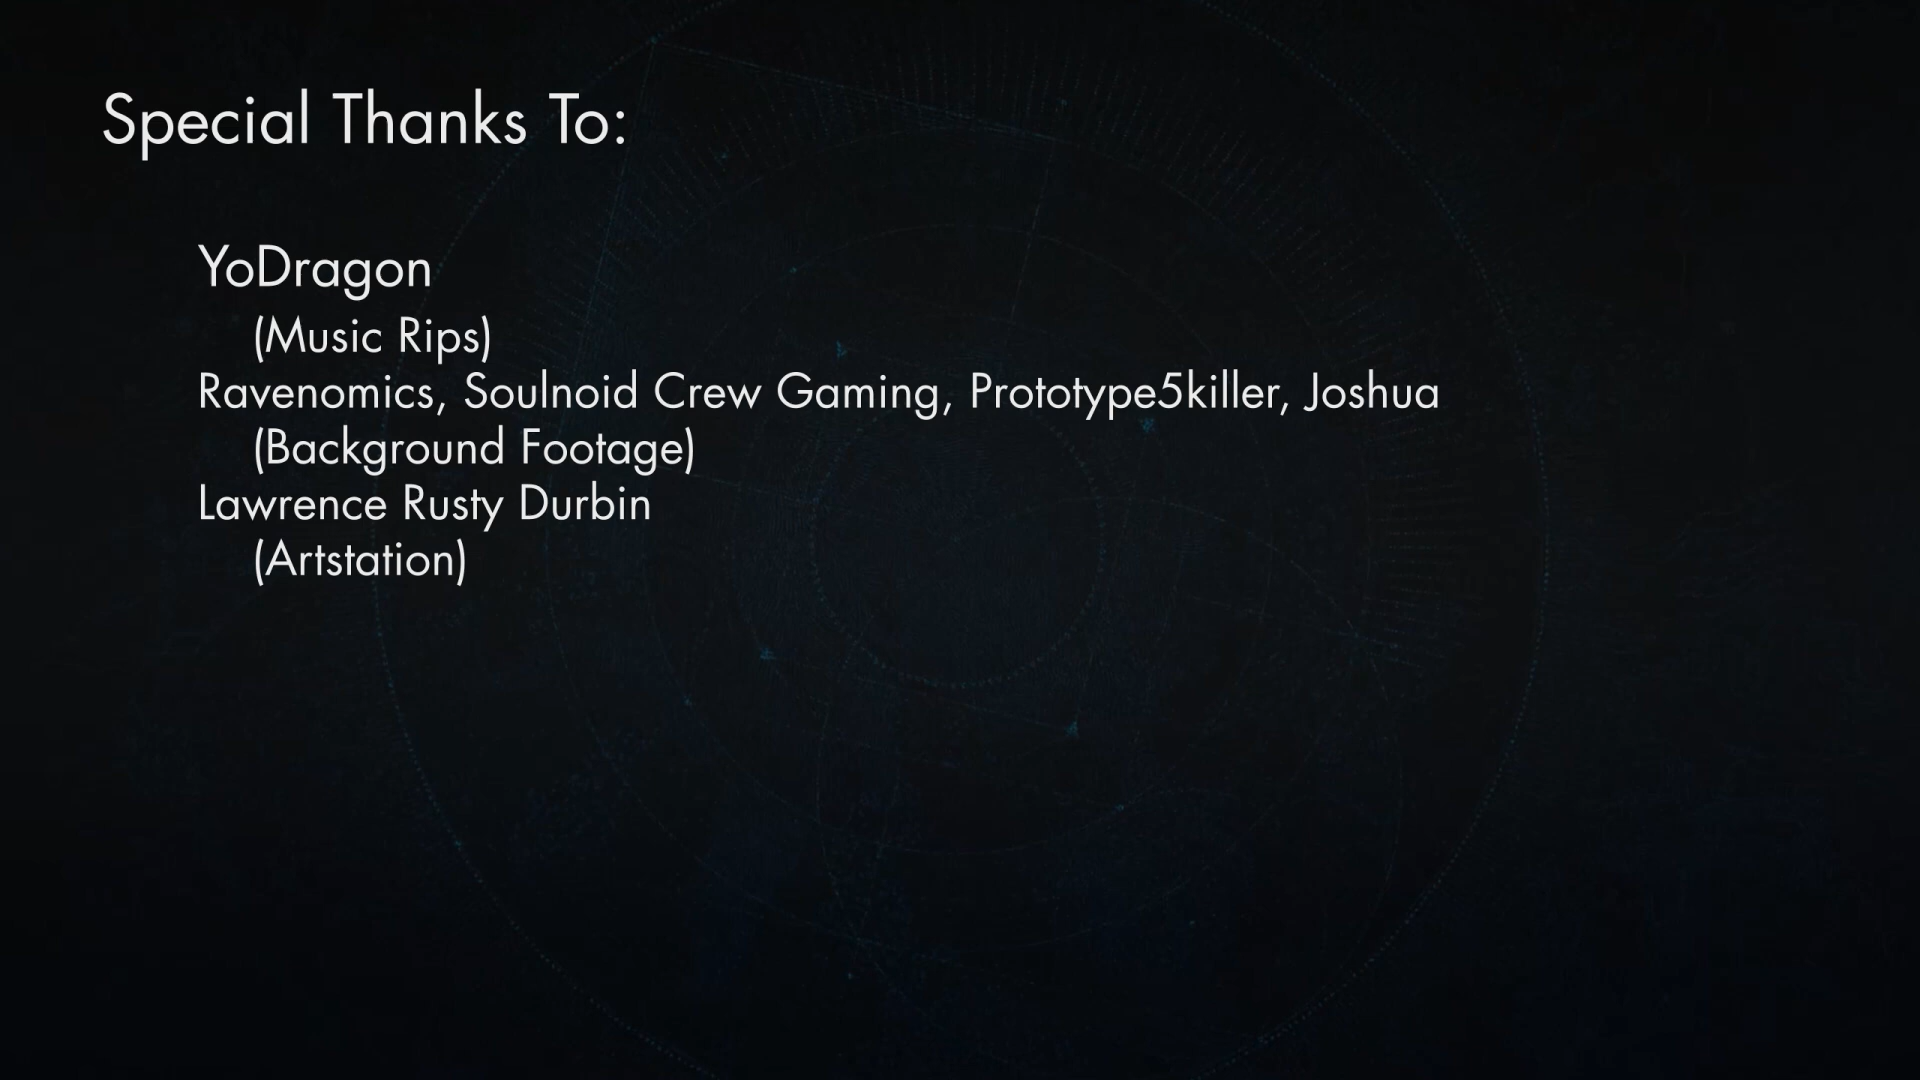 Special Thanks To:
YoDragon
(Music Rips)
Ravenomics, Soulnoid Crew Gaming, Prototype5killer, Joshua
(Background Footage)
Lawrence Rusty Durbin
(Artstation)